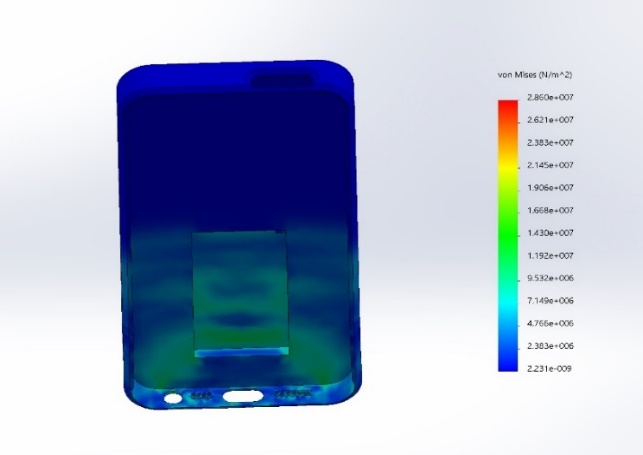 von Mises (N/m^2)
2.860e+007
2.621e+007
2.383e+007
2.145e+007
1.906e+007
1.668e+007
1.430e+007
1.192e+007
9.532e+006
7.149e+006
4.766e+006
2.383e+006
2.231e-009